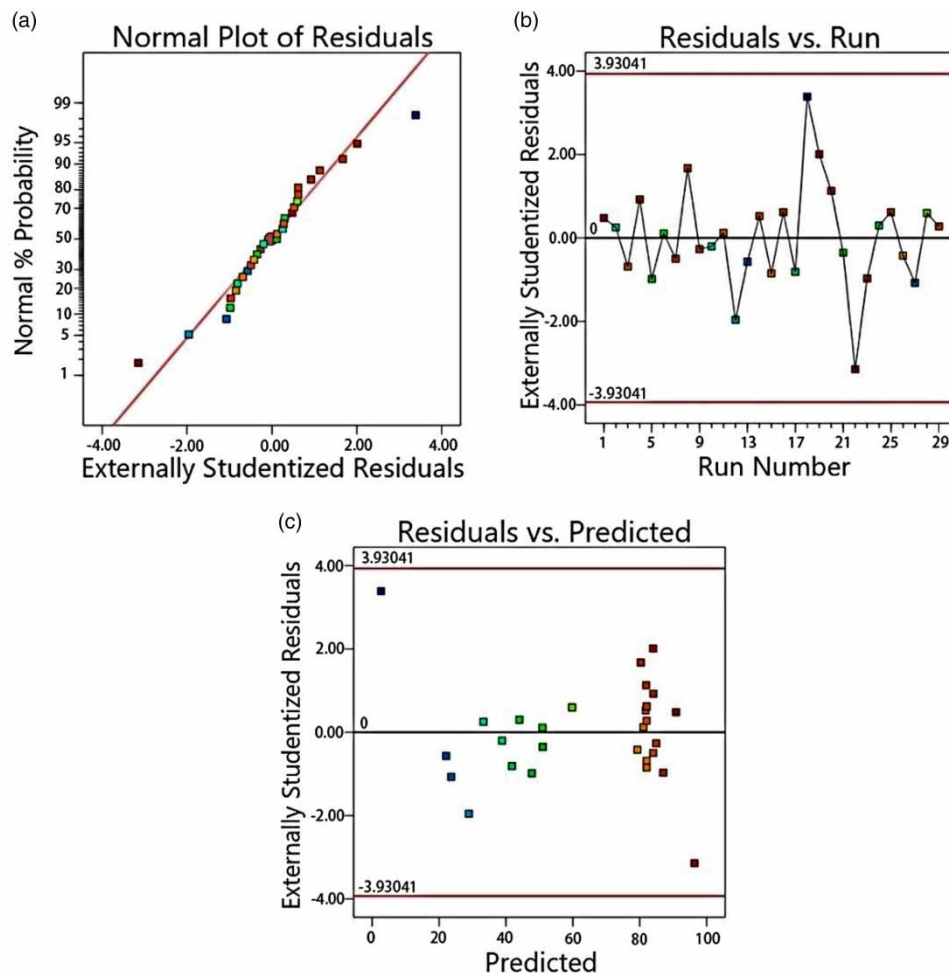 (a)
Normal Plot of Residuals
Normal % Probability
99
95
90
80
70
50
30
20
10
5
1
-4.00 -2.00 0.00 2.00 4.00
Externally Studentized Residuals
(b)
Residuals vs. Run
Externally Studentized Residuals
4.00
2.00
0.00
-2.00
-4.00
3.93041
0
-3.93041
1 5 9 13 17 21 25 29
Run Number
(c)
Residuals vs. Predicted
Externally Studentized Residuals
4.00
2.00
0.00
-2.00
-4.00
3.93041
0
-3.93041
0 20 40 60 80 100
Predicted